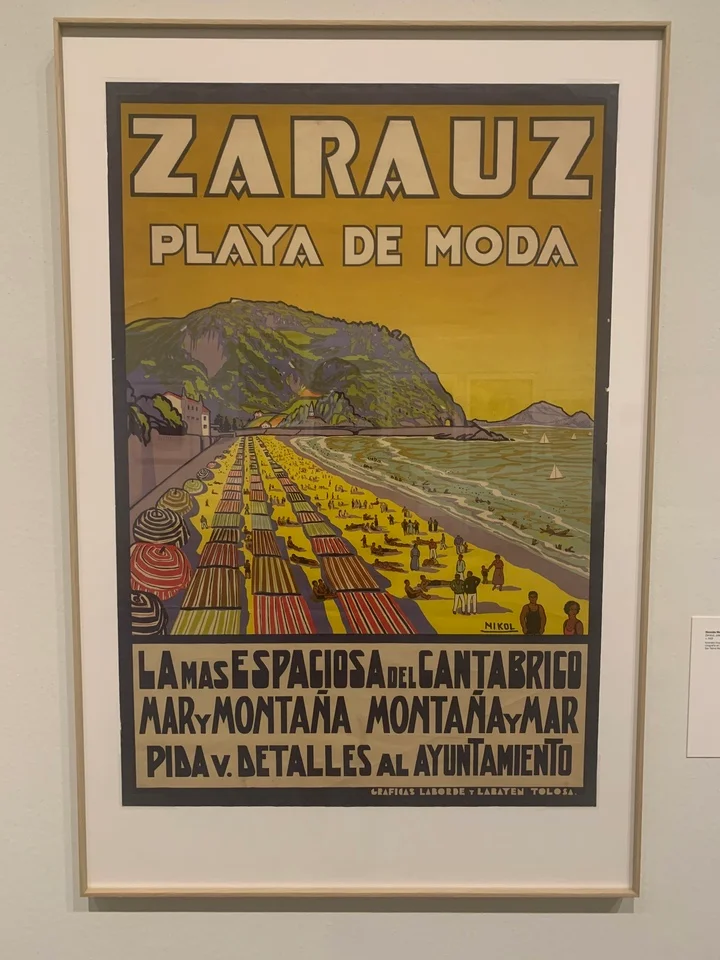 ZARAUZ
PLAYA DE MODA
NIKOL
LA MAS ESPACIOSA DEL CANTABRICO
MAR Y MONTAÑA MONTAÑA Y MAR
PIDA V. DETALLES AL AYUNTAMIENTO
GRAFICAS LABORDE Y LABAYEN TOLOSA.